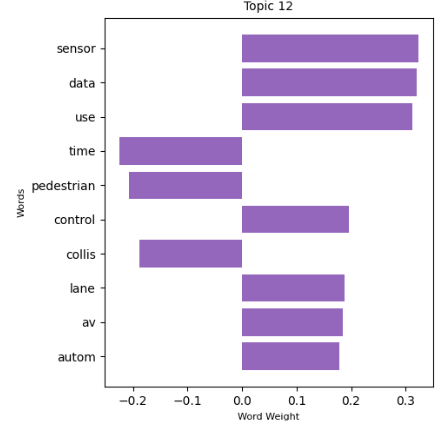 Topic 12
sensor
data
use
time
pedestrian
control
collis
lane
av
autom
Words
−0.2 −0.1 0.0 0.1 0.2 0.3
Word Weight